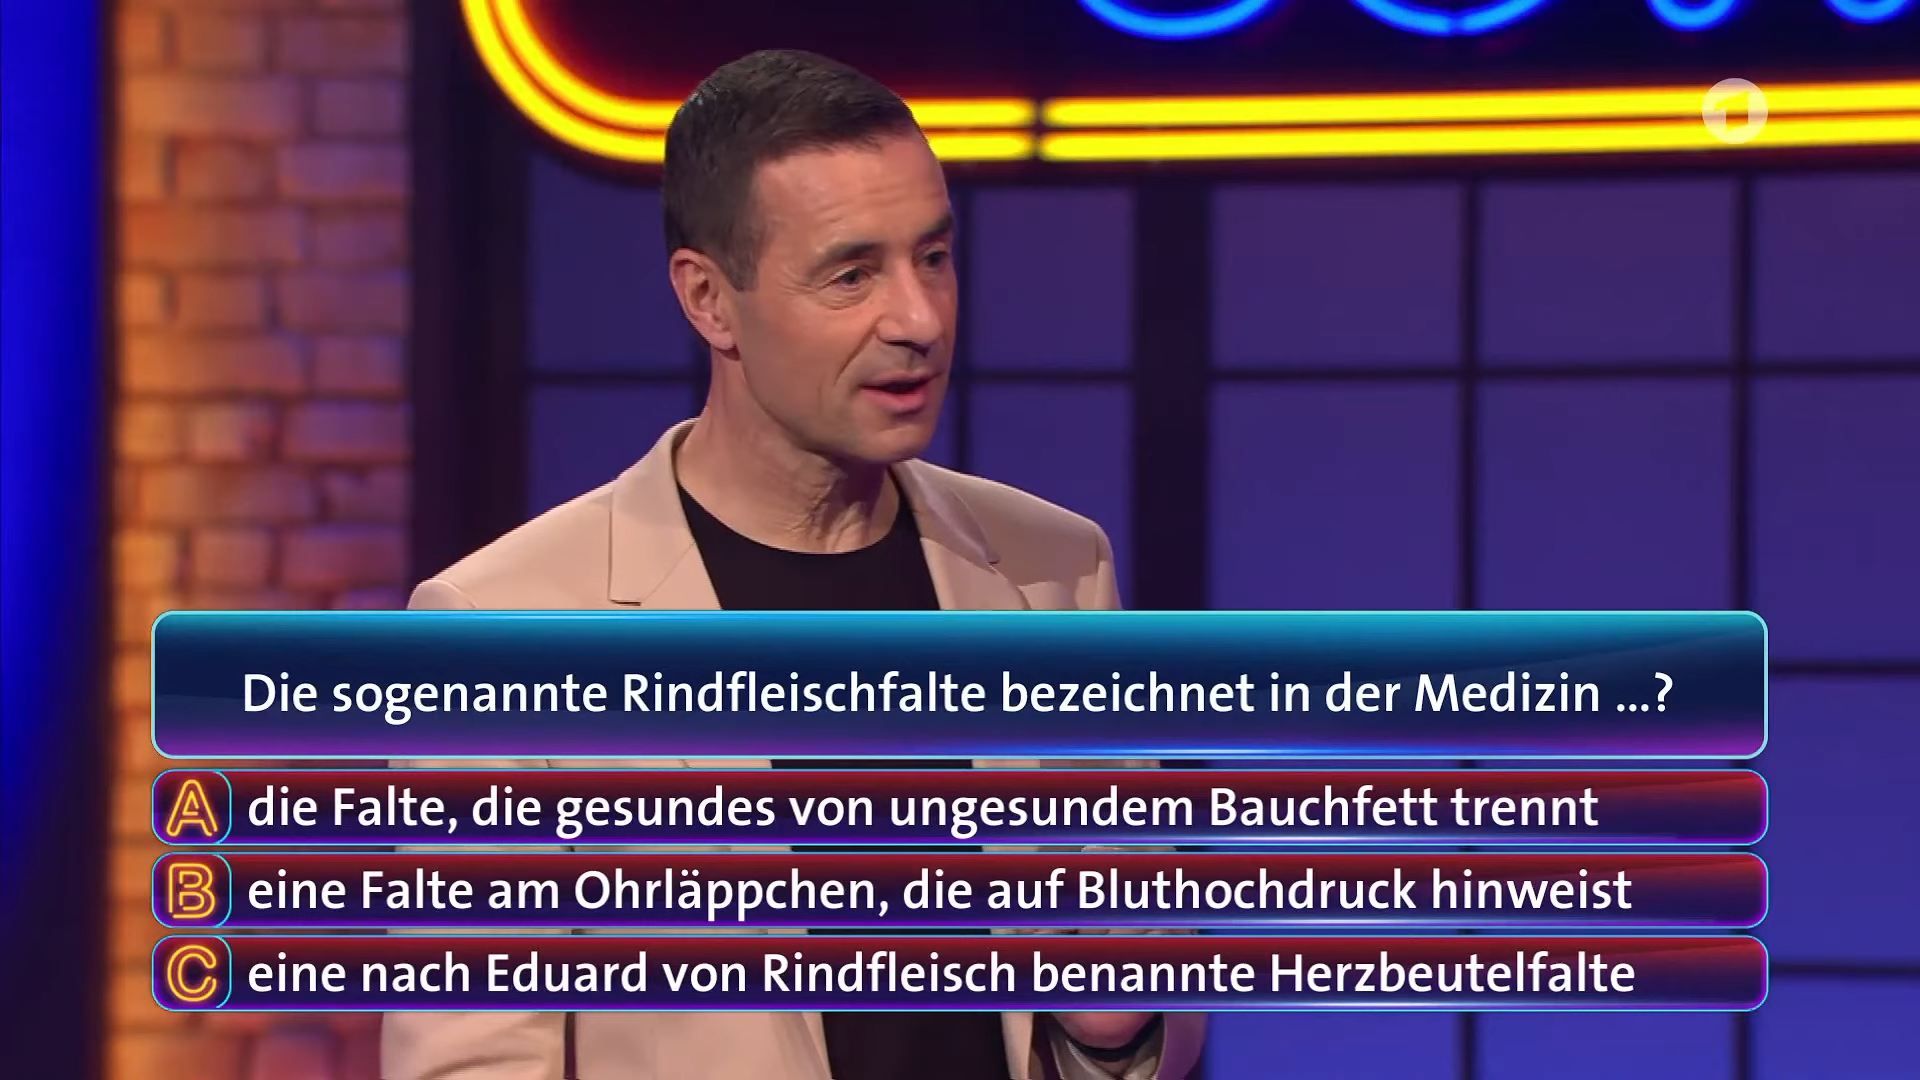 Die sogenannte Rindfleischfalte bezeichnet in der Medizin ...?
A die Falte, die gesundes von ungesundem Bauchfett trennt
B eine Falte am Ohrläppchen, die auf Bluthochdruck hinweist
C eine nach Eduard von Rindfleisch benannte Herzbeutelfalte